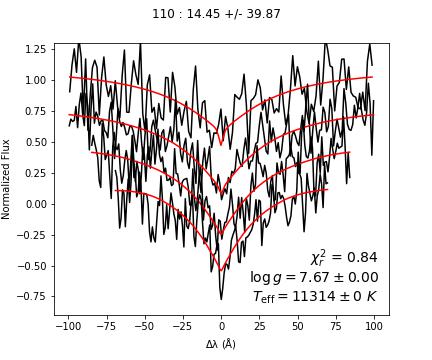 110 : 14.45 +/- 39.87
1.25
1.00
0.75
0.50
0.25
0.00
−0.25
−0.50
−0.75
Normalized Flux
χ²ᵣ = 0.84
log g = 7.67 ± 0.00
T_eff = 11314 ± 0 K
−100 −75 −50 −25 0 25 50 75 100
Δλ (Å)